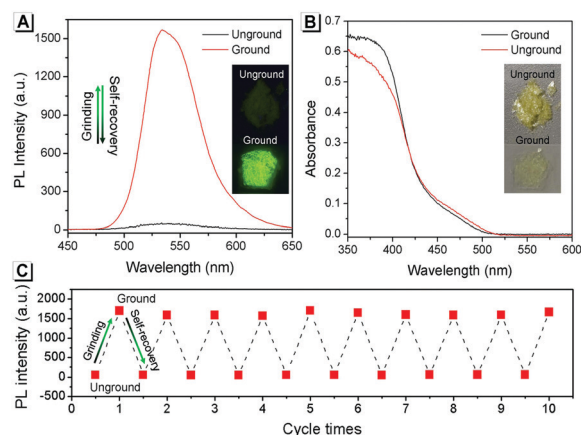 A
PL Intensity (a.u.)
1500
1200
900
600
300
0
450 500 550 600 650
Wavelength (nm)
Unground
Ground
Grinding
Self-recovery
Unground
Ground
B
Absorbance
0.8
0.7
0.6
0.5
0.4
0.3
0.2
0.1
0.0
350 400 450 500 550 600
Wavelength (nm)
Ground
Unground
Unground
Ground
C
PL intensity (a.u.)
2000
1500
1000
500
0
-500
0 1 2 3 4 5 6 7 8 9 10
Cycle times
Ground
Grinding
Self-recovery
Unground